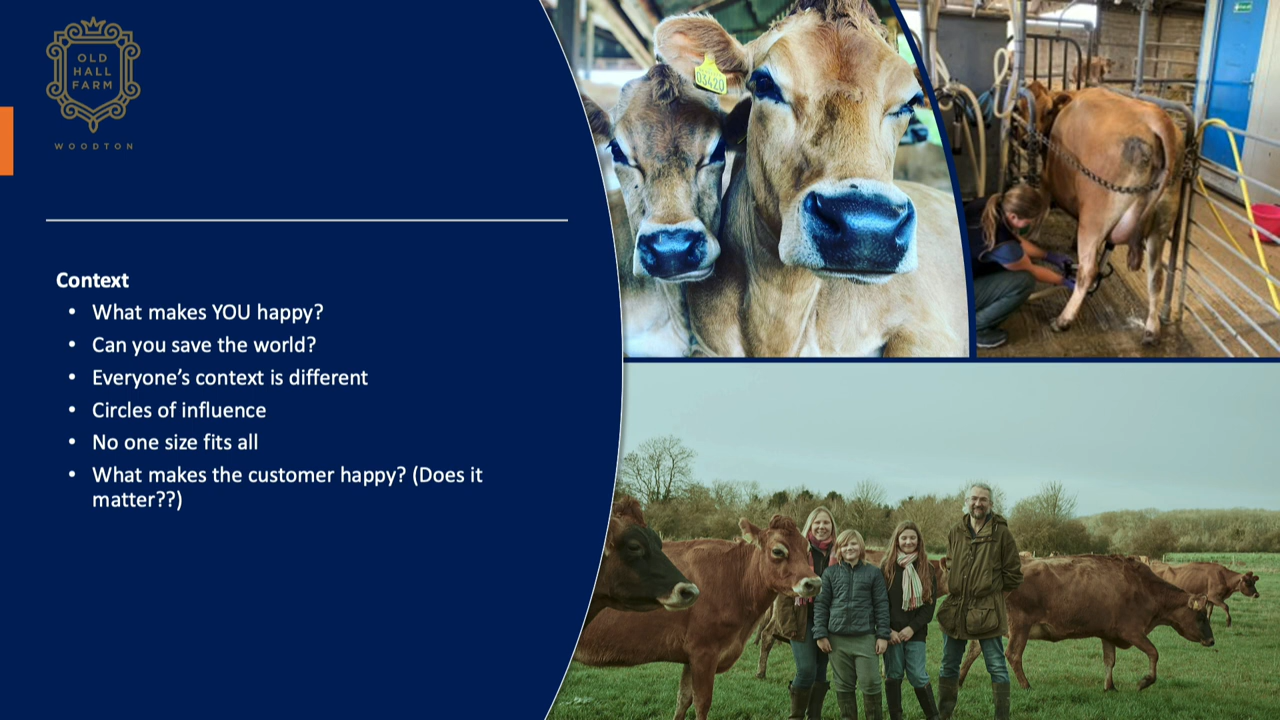 OLD
HALL
FARM
WOODTON
Context
• What makes YOU happy?
• Can you save the world?
• Everyone’s context is different
• Circles of influence
• No one size fits all
• What makes the customer happy? (Does it
matter??)
03420